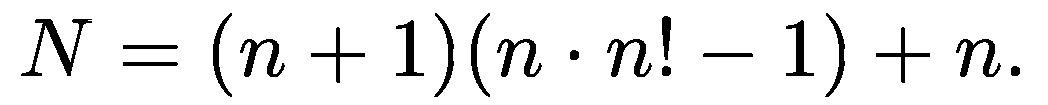 N = (n + 1)(n · n! − 1) + n.